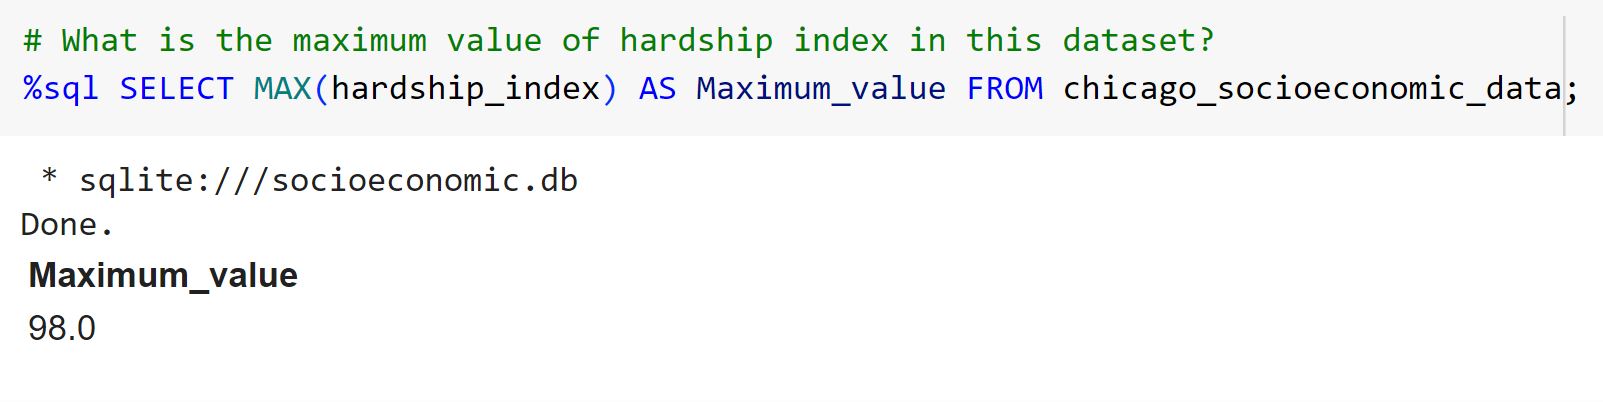 # What is the maximum value of hardship index in this dataset?
%sql SELECT MAX(hardship_index) AS Maximum_value FROM chicago_socioeconomic_data;
* sqlite:///socioeconomic.db
Done.
Maximum_value
98.0